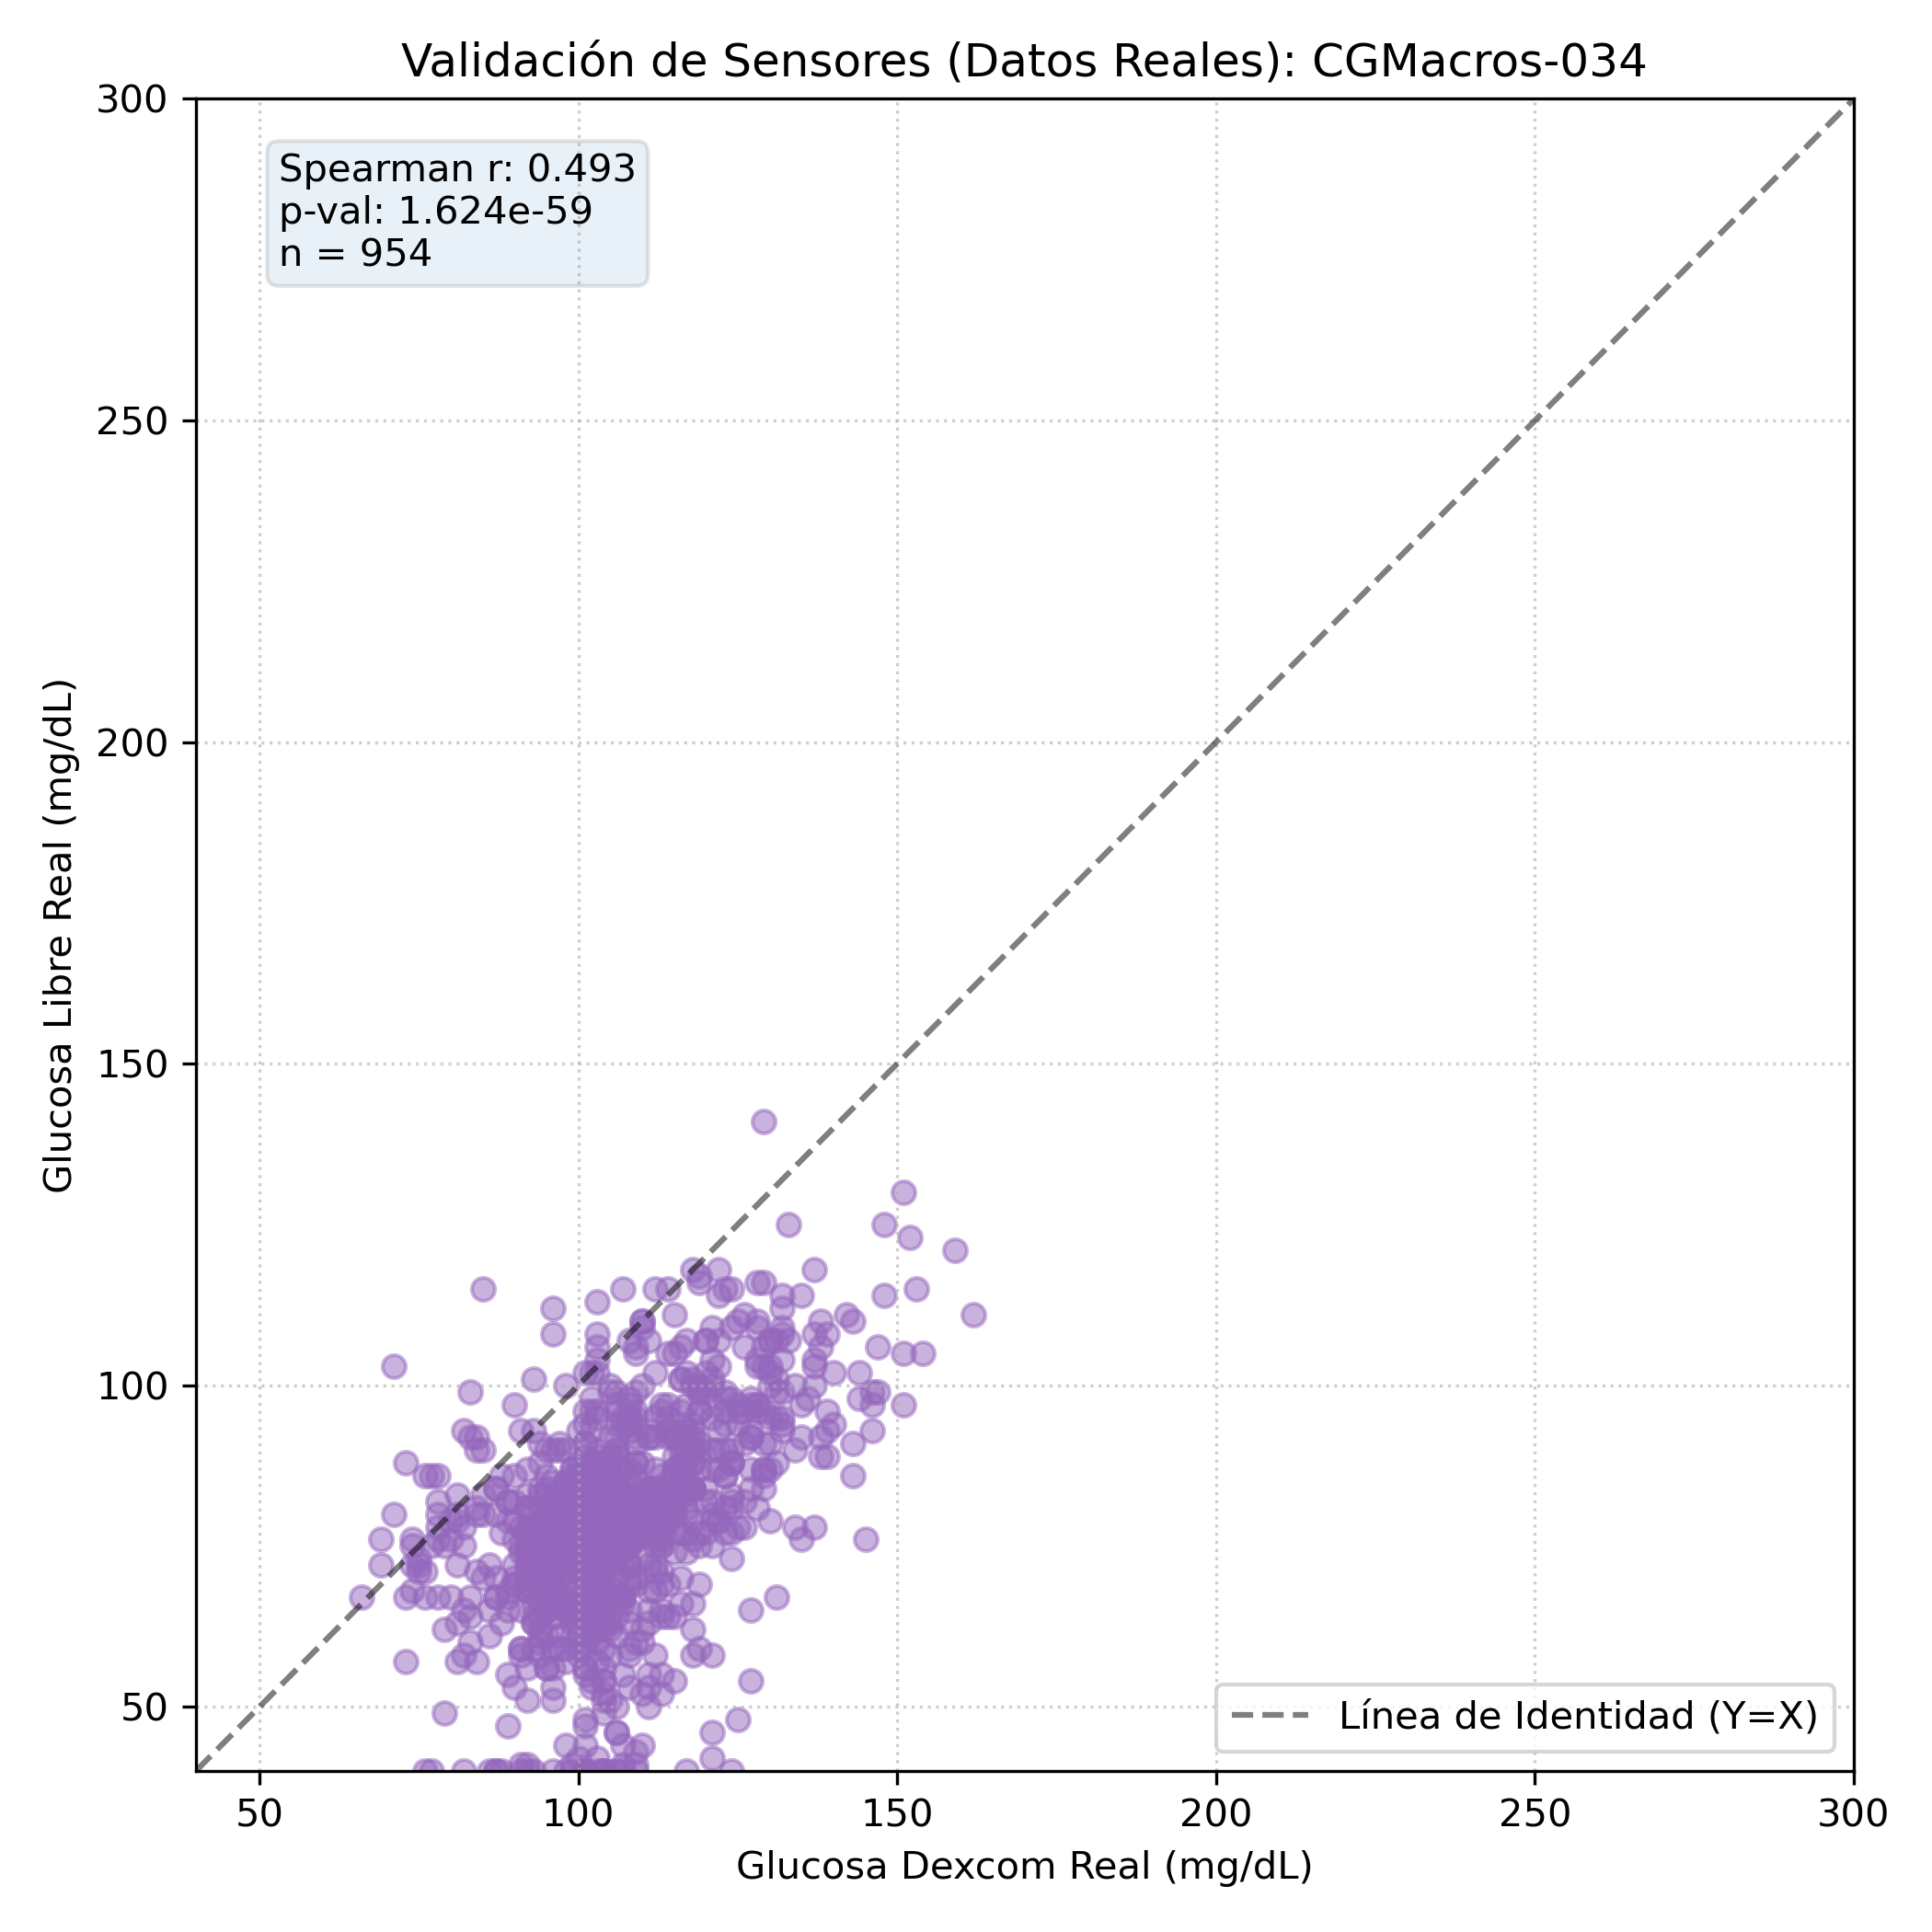 Validación de Sensores (Datos Reales): CGMacros-034
300
250
200
150
100
50
Spearman r: 0.493
p-val: 1.624e-59
n = 954
Glucosa Libre Real (mg/dL)
Línea de Identidad (Y=X)
50
100
150
200
250
300
Glucosa Dexcom Real (mg/dL)